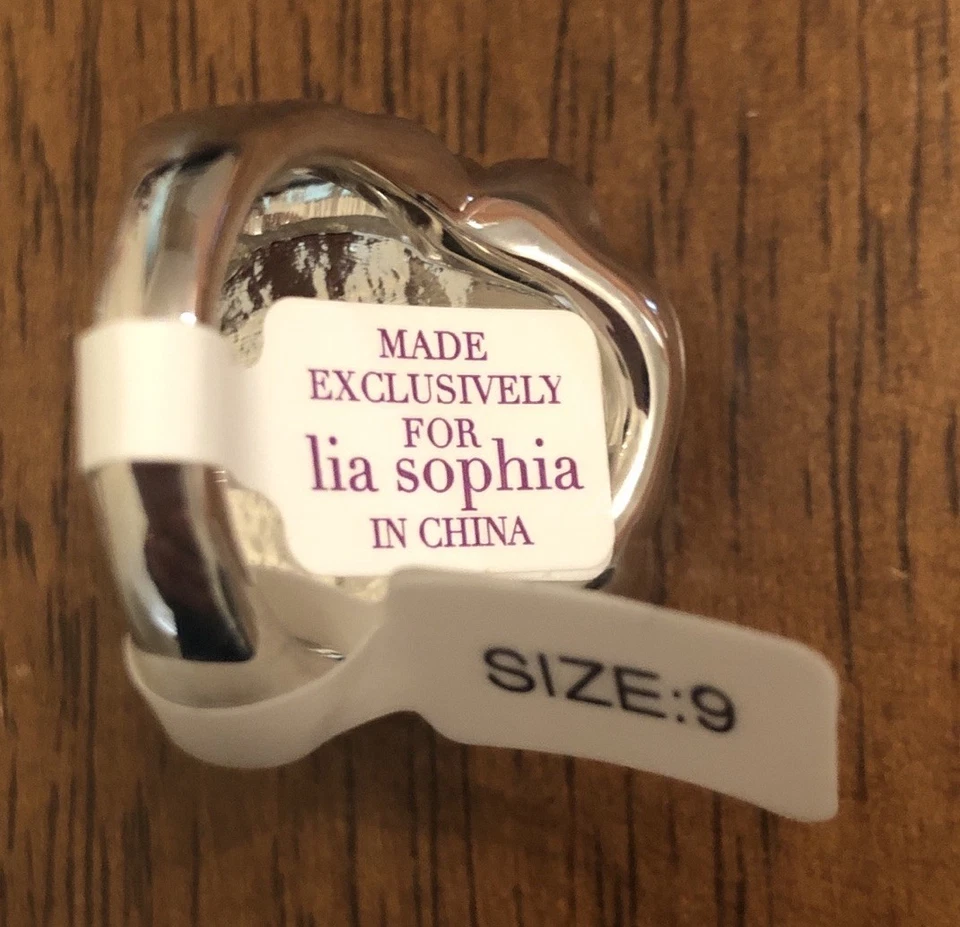 MADE
EXCLUSIVELY
FOR
lia sophia
IN CHINA
SIZE:9